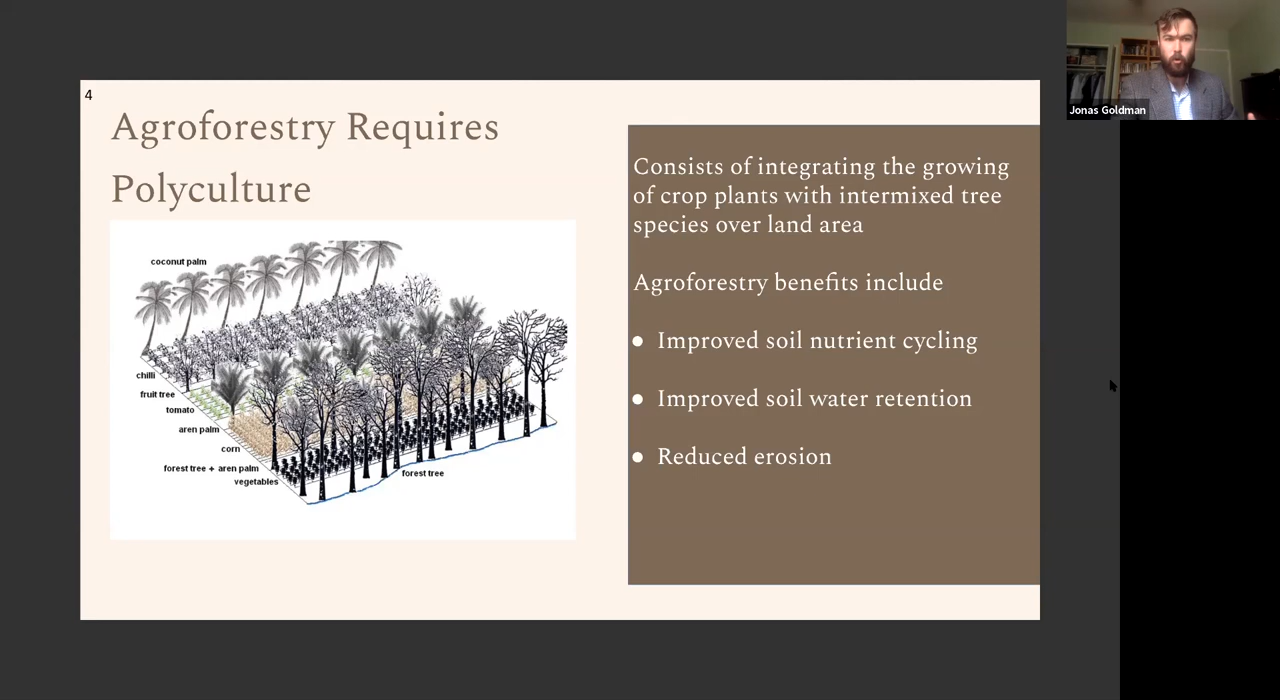 4
Agroforestry Requires
Polyculture
coconut palm
chilli
fruit tree
tomato
aren palm
corn
forest tree + aren palm
vegetables
forest tree
Consists of integrating the growing
of crop plants with intermixed tree
species over land area
Agroforestry benefits include
● Improved soil nutrient cycling
● Improved soil water retention
● Reduced erosion
Jonas Goldman